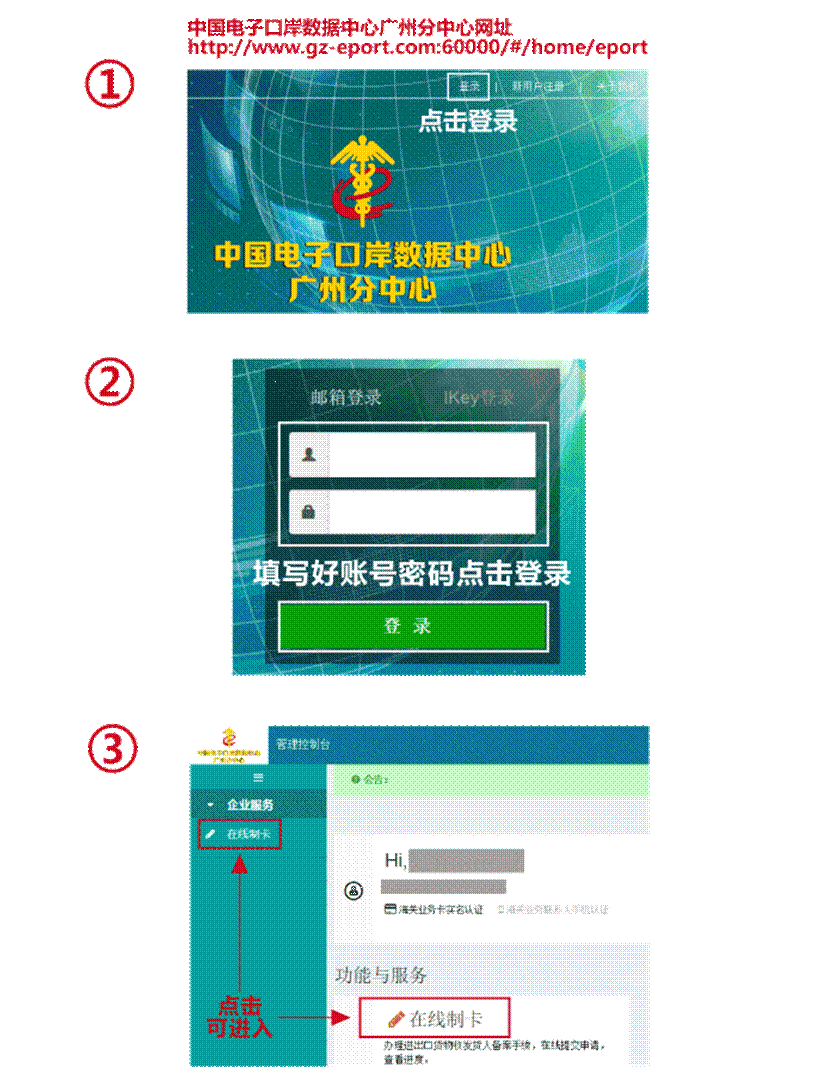 中国电子口岸数据中心广州分中心网址
http://www.gz-eport.com:60000/#/home/eport
①
登录 | 新用户注册 | 关于我们
点击登录
中国电子口岸数据中心
广州分中心
②
邮箱登录 IKey登录
填写好账号密码点击登录
登 录
③
中国电子口岸数据中心
广州分中心
管理控制台
公告:
企业服务
在线制卡
Hi,
海关业务卡实名认证
功能与服务
点击
可进入
在线制卡
办理进出口货物收发货人备案手续,在线提交申请,
查看进度。